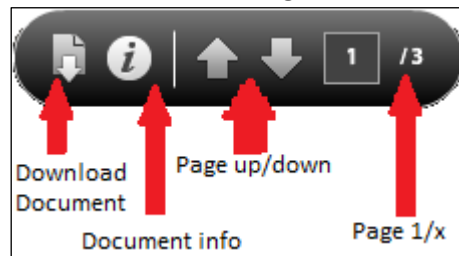 1 /3
Download
Document
Page up/down
Document info
Page 1/x